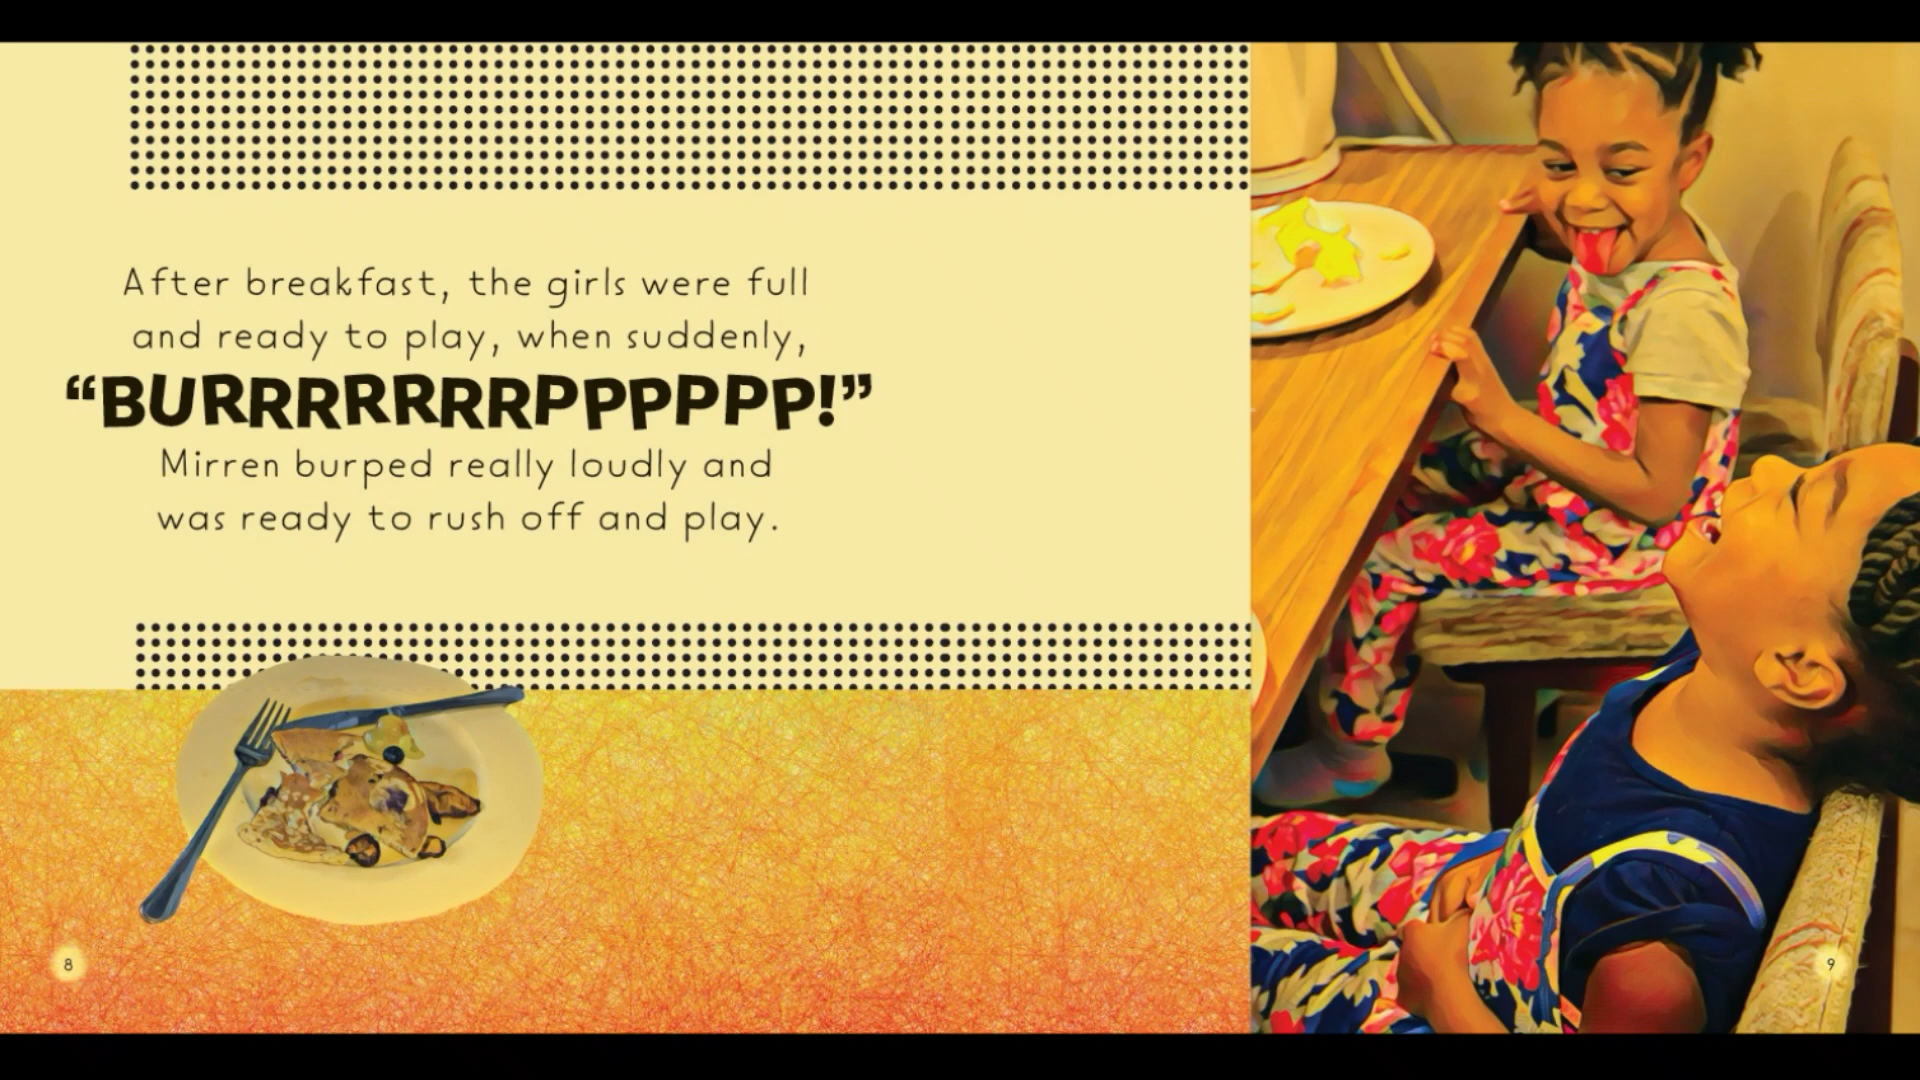 After breakfast, the girls were full
and ready to play, when suddenly,
“BURRRRRRRPPPPPP!”
Mirren burped really loudly and
was ready to rush off and play.
8
9